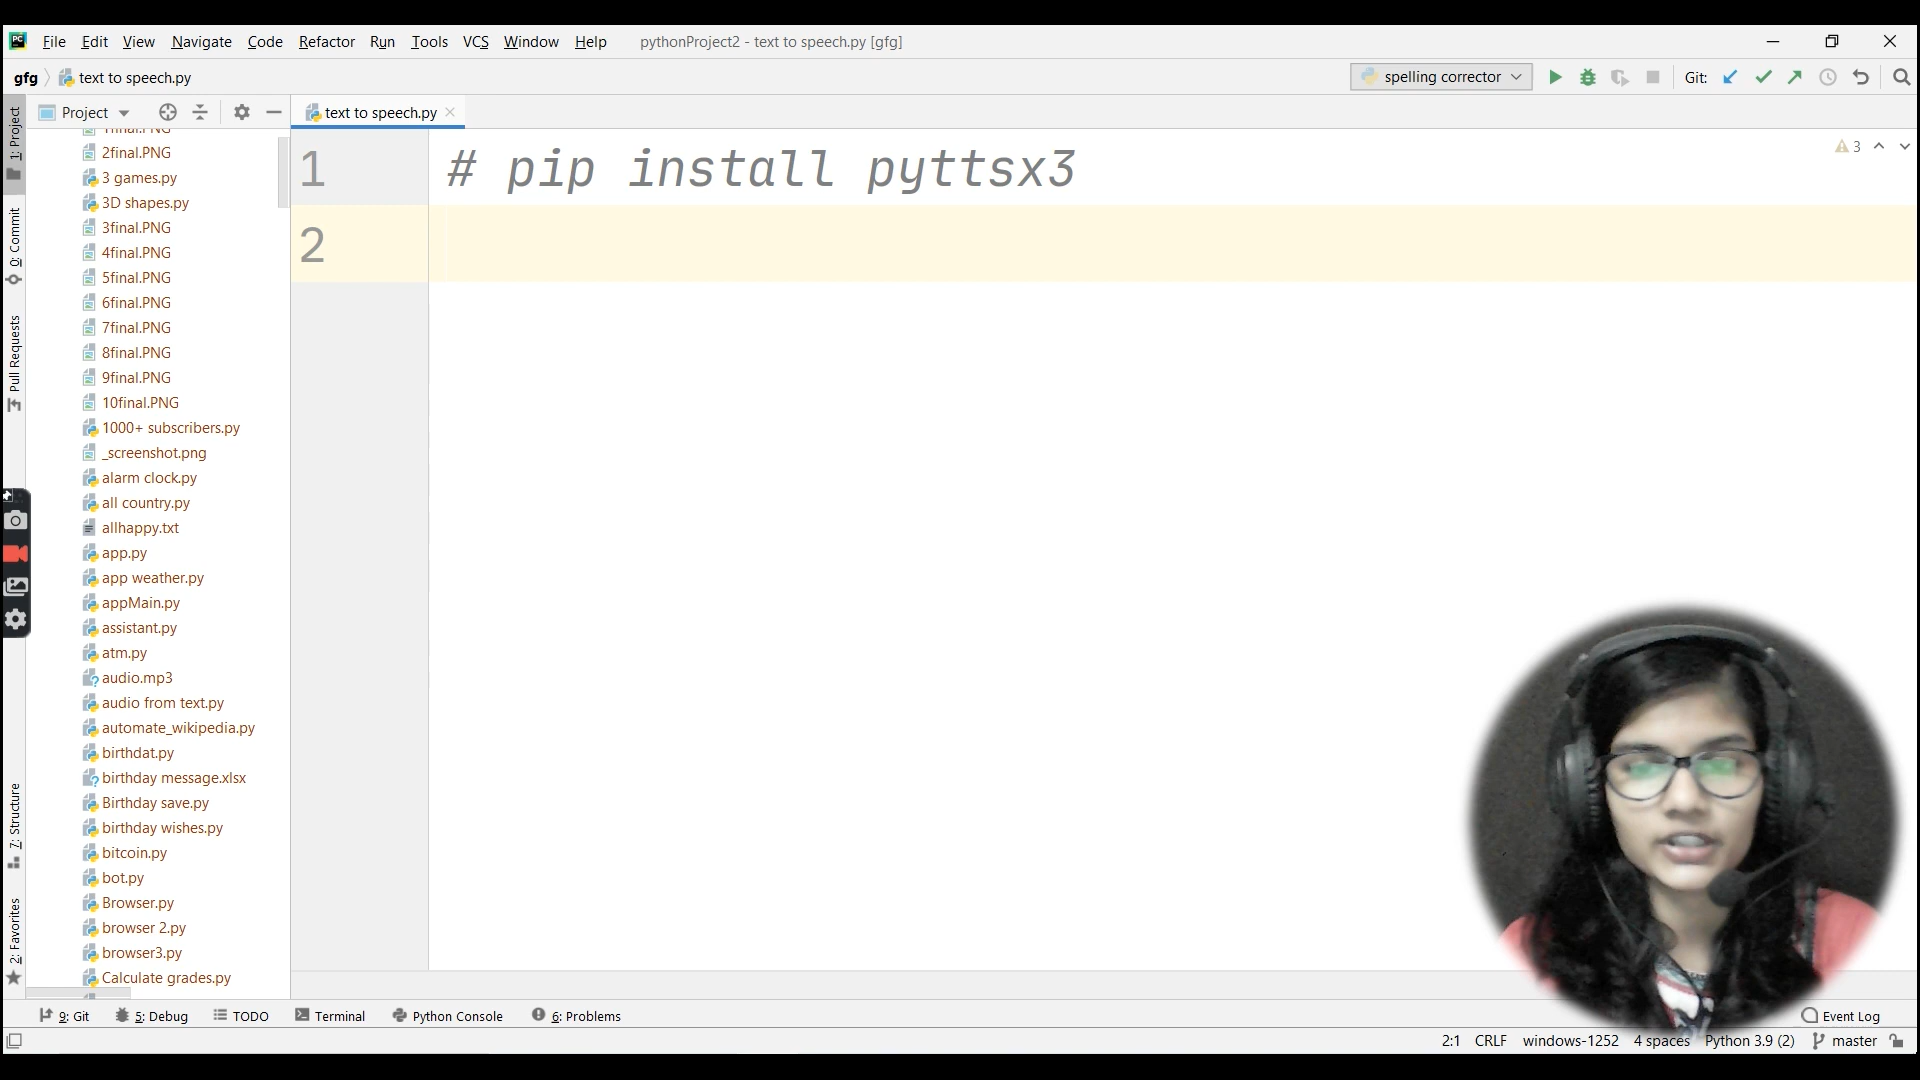 File Edit View Navigate Code Refactor Run Tools VCS Window Help pythonProject2 - text to speech.py [gfg]
gfg text to speech.py spelling corrector Git:
Project text to speech.py
1: Project
0: Commit
Pull Requests
7: Structure
2: Favorites
1final.PNG
2final.PNG
3 games.py
3D shapes.py
3final.PNG
4final.PNG
5final.PNG
6final.PNG
7final.PNG
8final.PNG
9final.PNG
10final.PNG
1000+ subscribers.py
_screenshot.png
alarm clock.py
all country.py
allhappy.txt
app.py
app weather.py
appMain.py
assistant.py
atm.py
audio.mp3
audio from text.py
automate_wikipedia.py
birthdat.py
birthday message.xlsx
Birthday save.py
birthday wishes.py
bitcoin.py
bot.py
Browser.py
browser 2.py
browser3.py
Calculate grades.py
1 # pip install pyttsx3
2
3
9: Git 5: Debug TODO Terminal Python Console 6: Problems Event Log
2:1 CRLF windows-1252 4 spaces Python 3.9 (2) master